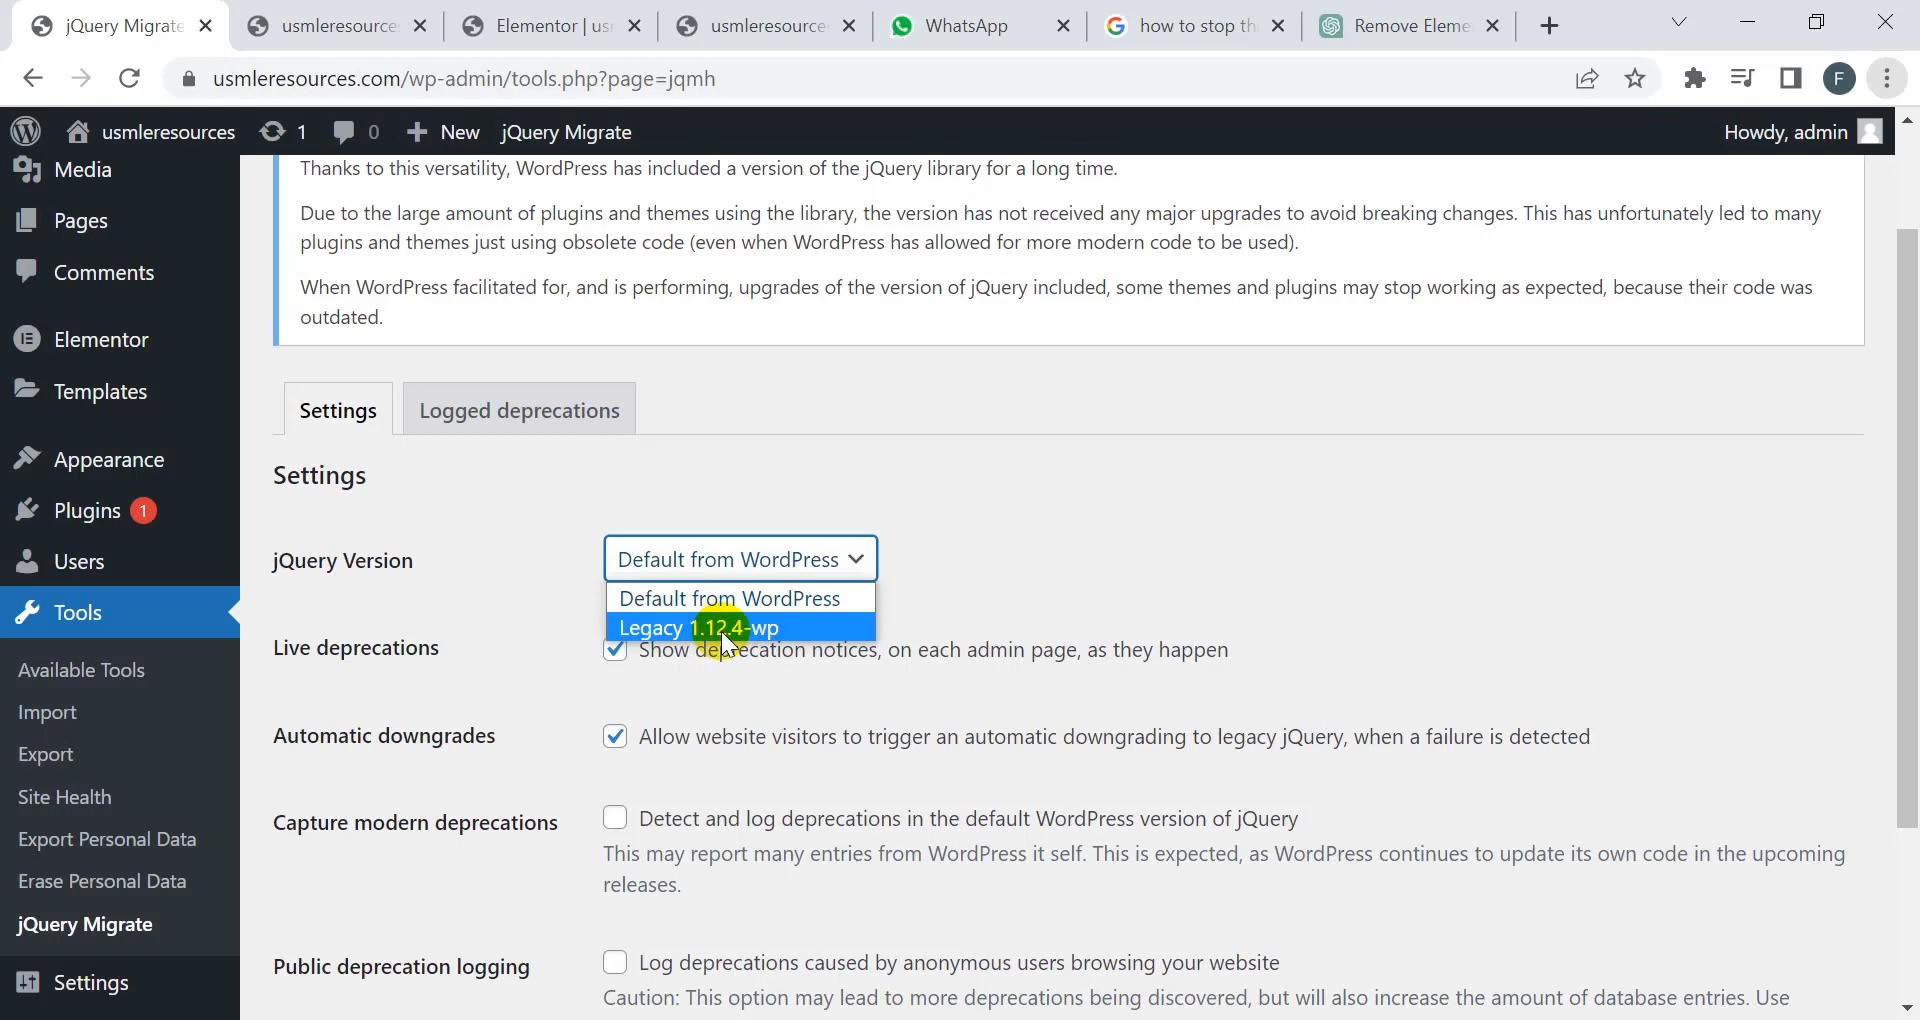 jQuery Migrate
usmleresource
Elementor | us
usmleresource
WhatsApp
how to stop th
Remove Eleme
usmleresources.com/wp-admin/tools.php?page=jqmh
F
usmleresources
1
0
New
jQuery Migrate
Howdy, admin
Media
Pages
Comments
Elementor
Templates
Appearance
Plugins 1
Users
Tools
Available Tools
Import
Export
Site Health
Export Personal Data
Erase Personal Data
jQuery Migrate
Settings
Thanks to this versatility, WordPress has included a version of the jQuery library for a long time.
Due to the large amount of plugins and themes using the library, the version has not received any major upgrades to avoid breaking changes. This has unfortunately led to many
plugins and themes just using obsolete code (even when WordPress has allowed for more modern code to be used).
When WordPress facilitated for, and is performing, upgrades of the version of jQuery included, some themes and plugins may stop working as expected, because their code was
outdated.
Settings
Logged deprecations
Settings
jQuery Version
Default from WordPress
Default from WordPress
Legacy 1.12.4-wp
Live deprecations
Show deprecation notices, on each admin page, as they happen
Automatic downgrades
Allow website visitors to trigger an automatic downgrading to legacy jQuery, when a failure is detected
Capture modern deprecations
Detect and log deprecations in the default WordPress version of jQuery
This may report many entries from WordPress it self. This is expected, as WordPress continues to update its own code in the upcoming
releases.
Public deprecation logging
Log deprecations caused by anonymous users browsing your website
Caution: This option may lead to more deprecations being discovered, but will also increase the amount of database entries. Use